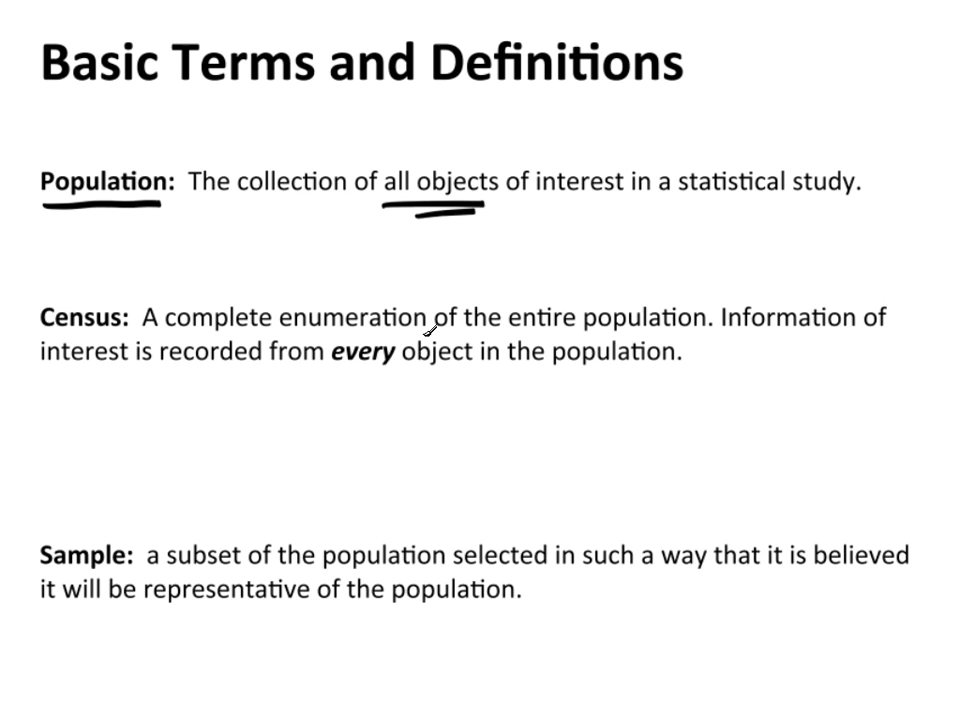 Basic Terms and Definitions
Population: The collection of all objects of interest in a statistical study.
Census: A complete enumeration of the entire population. Information of
interest is recorded from every object in the population.
Sample: a subset of the population selected in such a way that it is believed
it will be representative of the population.